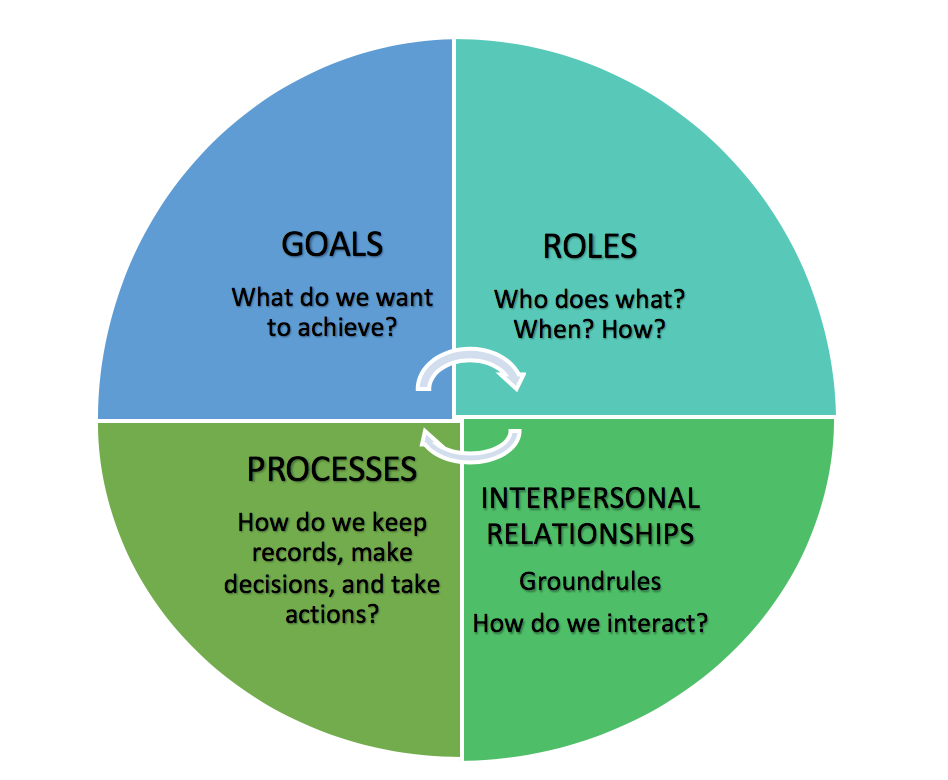 GOALS
What do we want
to achieve?
ROLES
Who does what?
When? How?
PROCESSES
How do we keep
records, make
decisions, and take
actions?
INTERPERSONAL
RELATIONSHIPS
Groundrules
How do we interact?